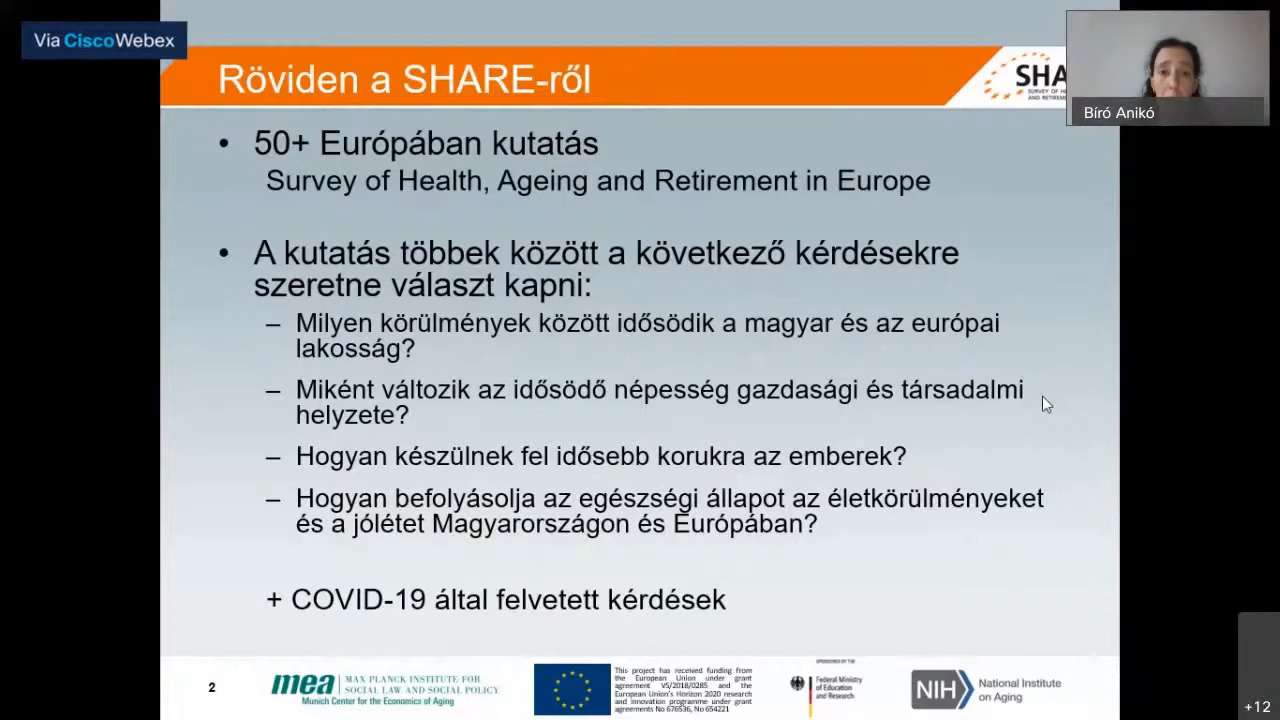 Via CiscoWebex
Röviden a SHARE-ről
SHA
SURVEY OF H
AND RETIREM
Bíró Anikó
• 50+ Európában kutatás
Survey of Health, Ageing and Retirement in Europe
• A kutatás többek között a következő kérdésekre
szeretne választ kapni:
– Milyen körülmények között idősödik a magyar és az európai
lakosság?
– Miként változik az idősödő népesség gazdasági és társadalmi
helyzete?
– Hogyan készülnek fel idősebb korukra az emberek?
– Hogyan befolyásolja az egészségi állapot az életkörülményeket
és a jólétet Magyarországon és Európában?
+ COVID-19 által felvetett kérdések
2
mea
MAX PLANCK INSTITUTE FOR
SOCIAL LAW AND SOCIAL POLICY
Munich Center for the Economics of Aging
This project has received funding from
the European Union under grant
agreement VS/2018/0285 and the
European Union's Horizon 2020 research
and innovation programme under grant
agreements No 676536, No 654221
SPONSORED BY THE
Federal Ministry
of Education
and Research
NIH
National Institute
on Aging
+12